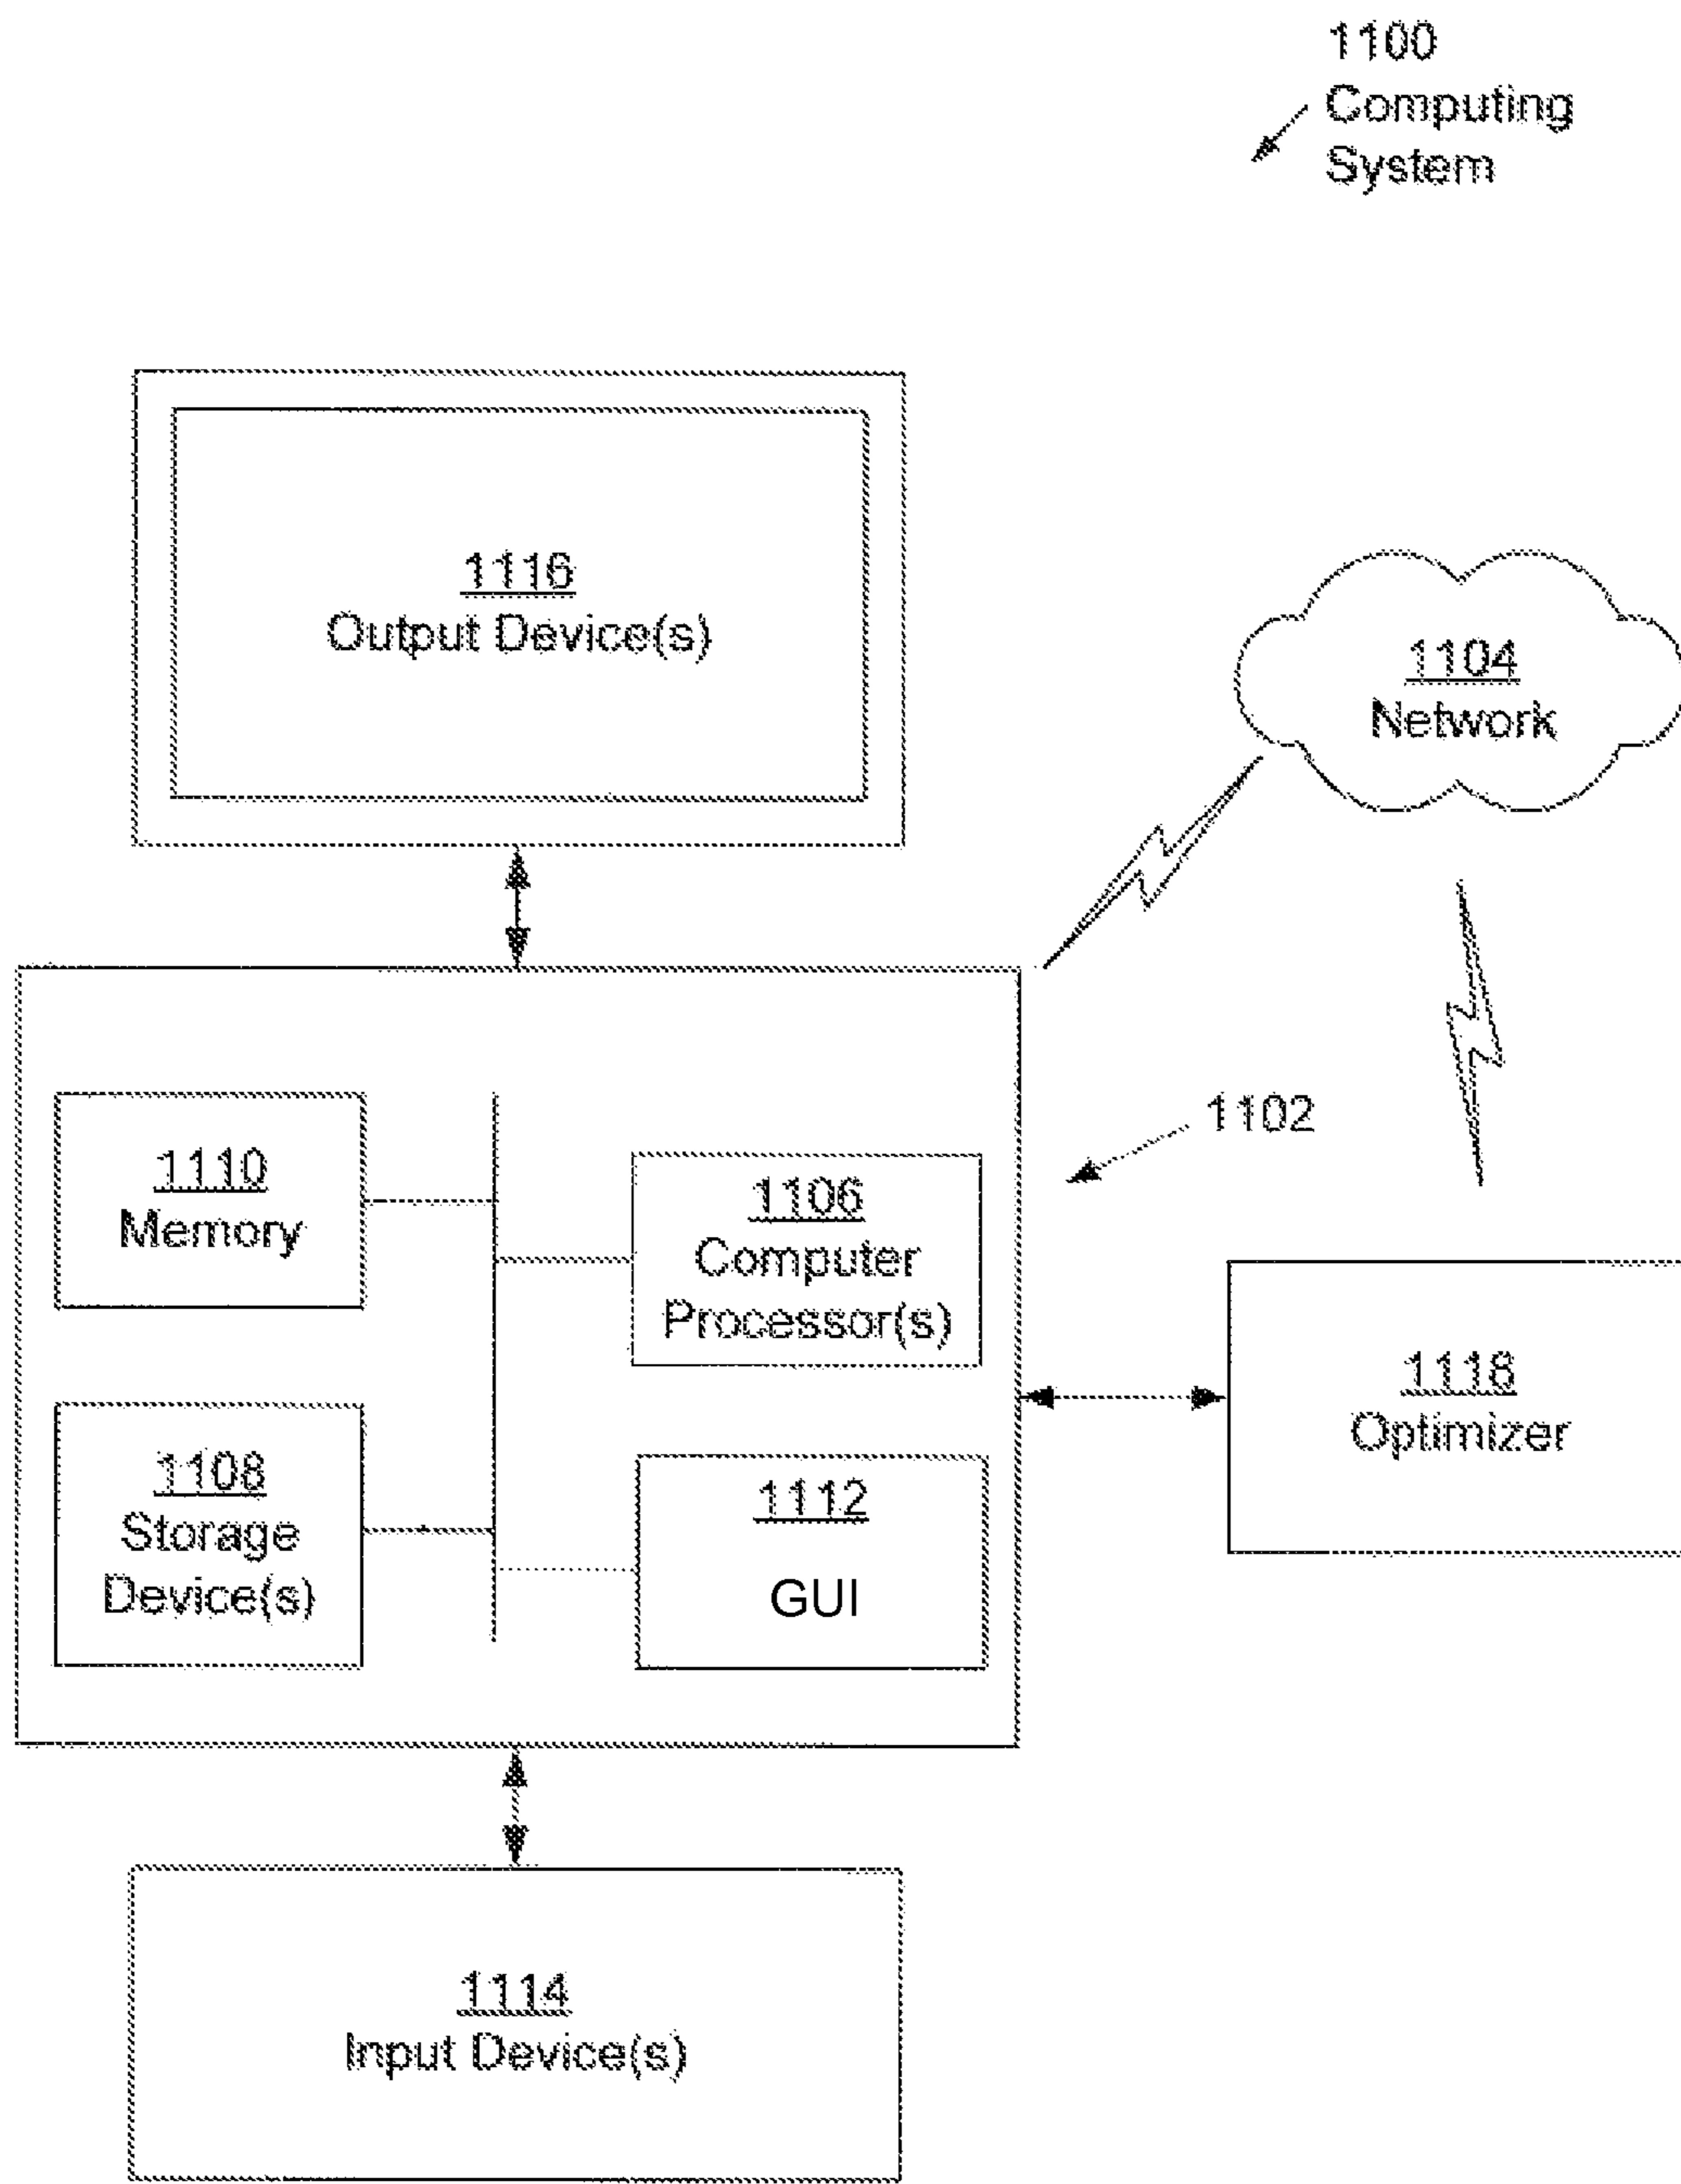 1100
Computing
System
1116
Output Device(s)
1104
Network
1102
1110
Memory
1106
Computer
Processor(s)
1118
Optimizer
1108
Storage
Device(s)
1112
GUI
1114
Input Device(s)